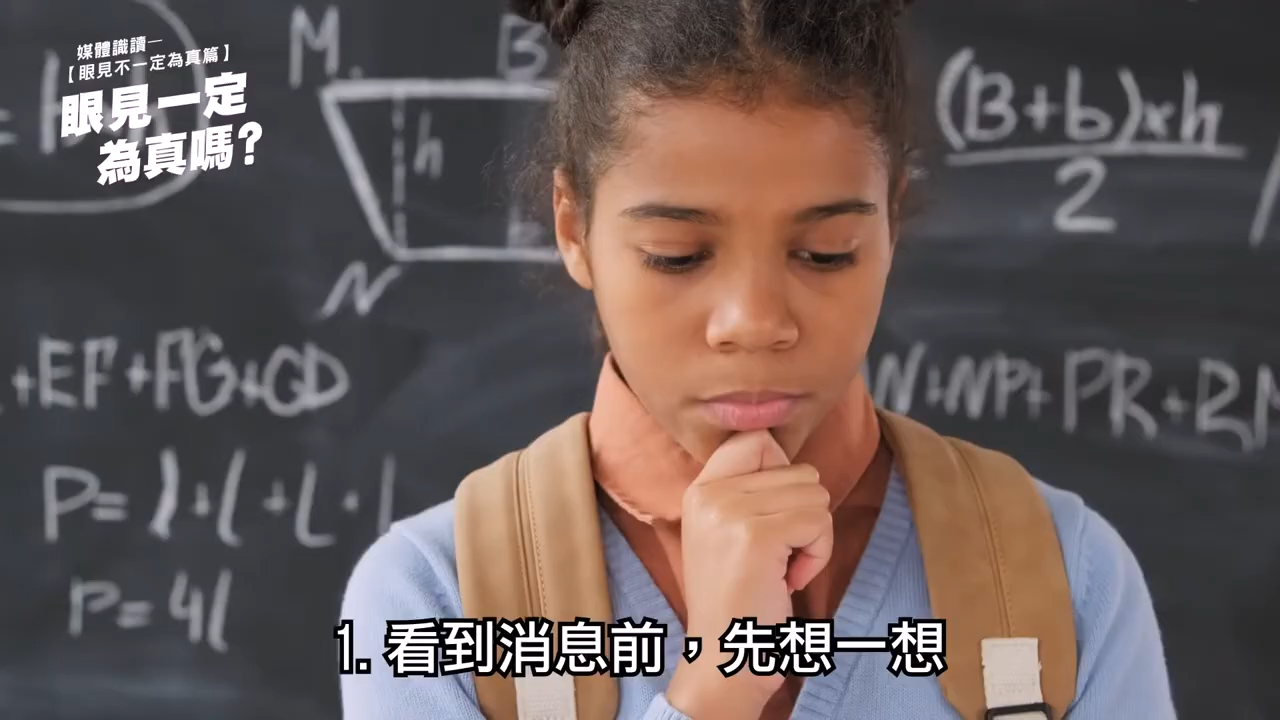 媒體識讀—
【眼見不一定為真篇】
眼見一定
為真嗎?
M
B
h
(B+b)×h
2
N
+EF+FG+GD
N+NP+PR+RM
P=l+l+l+l
P=4l
1.看到消息前，先想一想